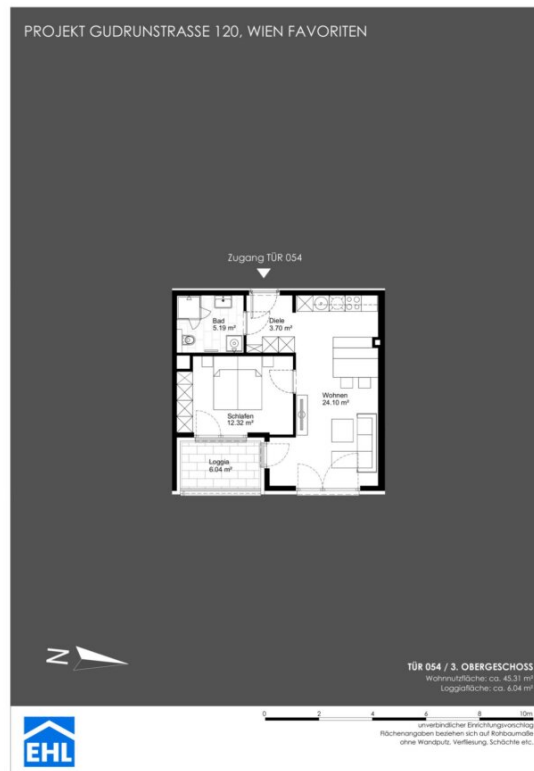 PROJEKT GUDRUNSTRASSE 120, WIEN FAVORITEN
Zugang TÜR 054
Bad
5.19 m²
Diele
3.70 m²
Wohnen
24.10 m²
Schlafen
12.32 m²
Loggia
6.04 m²
N
TÜR 054 / 3. OBERGESCHOSS
Wohnnutzfläche: ca. 45.31 m²
Loggiafläche: ca. 6.04 m²
0 2 4 6 8 10m
unverbindlicher Einrichtungsvorschlag
Flächenangaben beziehen sich auf Rohbaumaße
ohne Wandputz, Verfliesung, Schächte etc.
EHL